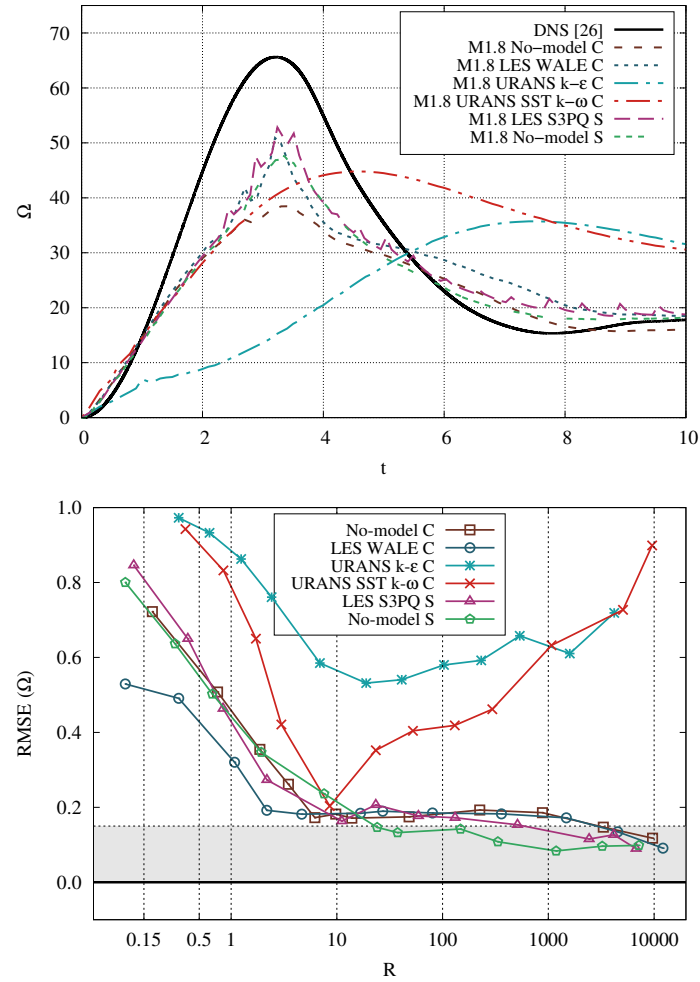 70
60
50
40
30
20
10
0
Ω
DNS [26]
M1.8 No−model C
M1.8 LES WALE C
M1.8 URANS k-ε C
M1.8 URANS SST k-ω C
M1.8 LES S3PQ S
M1.8 No−model S
0 2 4 6 8 10
t
1.0
0.8
0.6
0.4
0.2
0.0
RMSE (Ω)
No-model C
LES WALE C
URANS k-ε C
URANS SST k-ω C
LES S3PQ S
No-model S
0.15 0.5 1 10 100 1000 10000
R